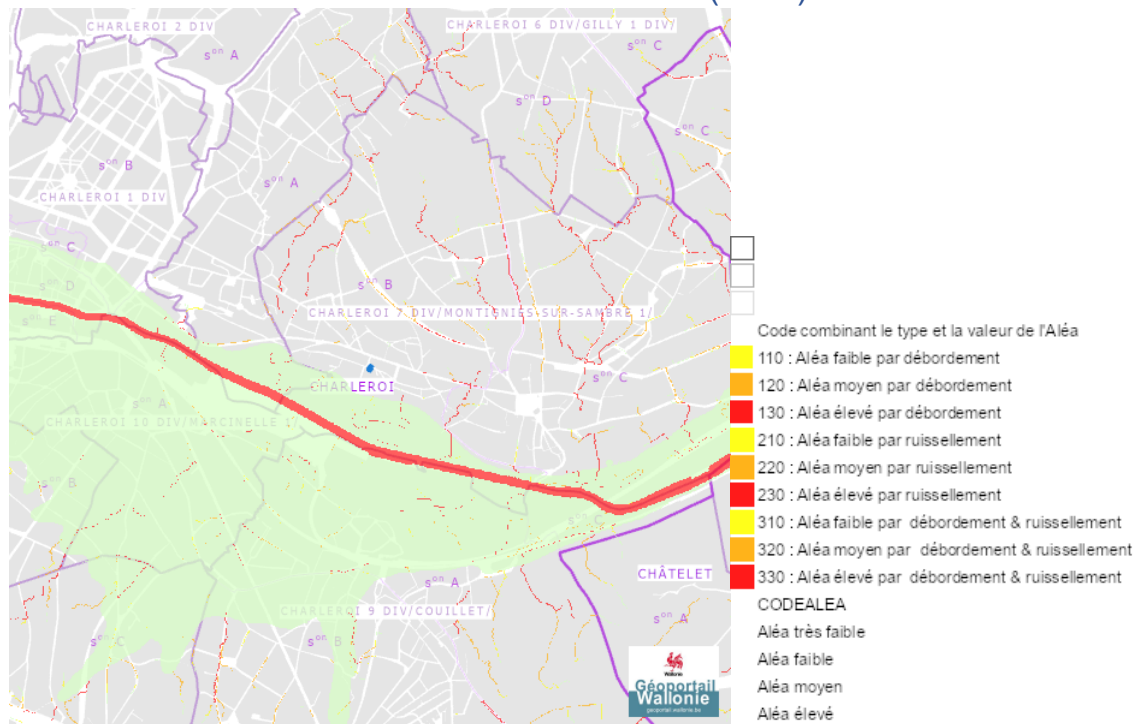 CHARLEROI 2 DIV
CHARLEROI 6 DIV/GILLY 1 DIV/
sᵒⁿ A
sᵒⁿ C
sᵒⁿ D
sᵒⁿ C
sᵒⁿ B
sᵒⁿ A
CHARLEROI 1 DIV
sᵒⁿ C
sᵒⁿ D
sᵒⁿ B
sᵒⁿ E
CHARLEROI 7 DIV/MONTIGNIES-SUR-SAMBRE 1/
CHARLEROI
sᵒⁿ C
sᵒⁿ A
CHARLEROI 10 DIV/MARCINELLE 1/
sᵒⁿ B
sᵒⁿ C
CHÂTELET
sᵒⁿ A
CHARLEROI 9 DIV/COUILLET/
sᵒⁿ A
sᵒⁿ C
sᵒⁿ B
Wallonie
Géoportail
Wallonie
geoportail.wallonie.be
Code combinant le type et la valeur de l'Aléa
110 : Aléa faible par débordement
120 : Aléa moyen par débordement
130 : Aléa élevé par débordement
210 : Aléa faible par ruissellement
220 : Aléa moyen par ruissellement
230 : Aléa élevé par ruissellement
310 : Aléa faible par débordement & ruissellement
320 : Aléa moyen par débordement & ruissellement
330 : Aléa élevé par débordement & ruissellement
CODEALEA
Aléa très faible
Aléa faible
Aléa moyen
Aléa élevé